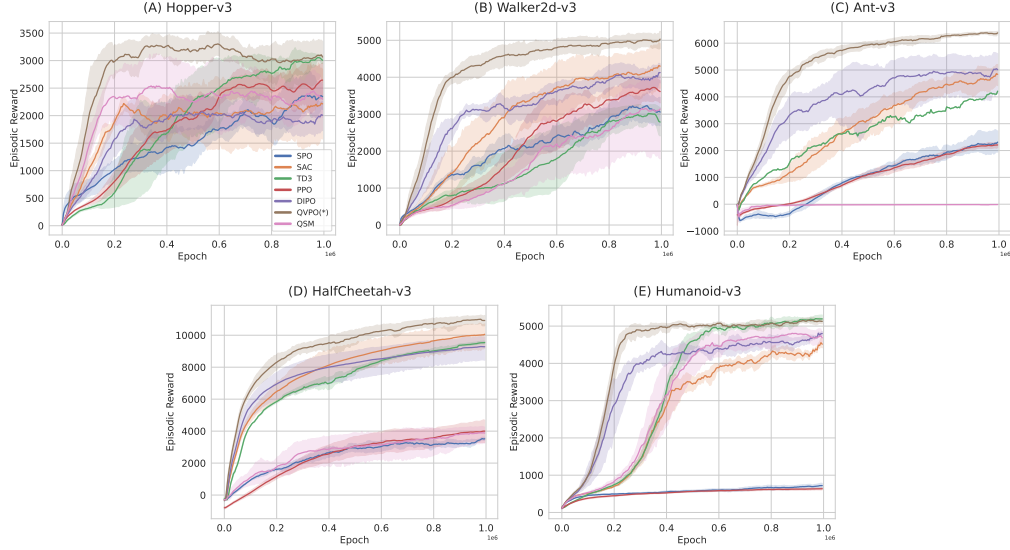 (A) Hopper-v3
3500
3000
2500
2000
1500
1000
500
0
Episodic Reward
0.0 0.2 0.4 0.6 0.8 1.0
Epoch
1e6
SPO
SAC
TD3
PPO
DIPO
QVPO(*)
QSM
(B) Walker2d-v3
5000
4000
3000
2000
1000
0
Episodic Reward
0.0 0.2 0.4 0.6 0.8 1.0
Epoch
1e6
(C) Ant-v3
6000
5000
4000
3000
2000
1000
0
−1000
Episodic Reward
0.0 0.2 0.4 0.6 0.8 1.0
Epoch
1e6
(D) HalfCheetah-v3
10000
8000
6000
4000
2000
0
Episodic Reward
0.0 0.2 0.4 0.6 0.8 1.0
Epoch
1e6
(E) Humanoid-v3
5000
4000
3000
2000
1000
0
Episodic Reward
0.0 0.2 0.4 0.6 0.8 1.0
Epoch
1e6